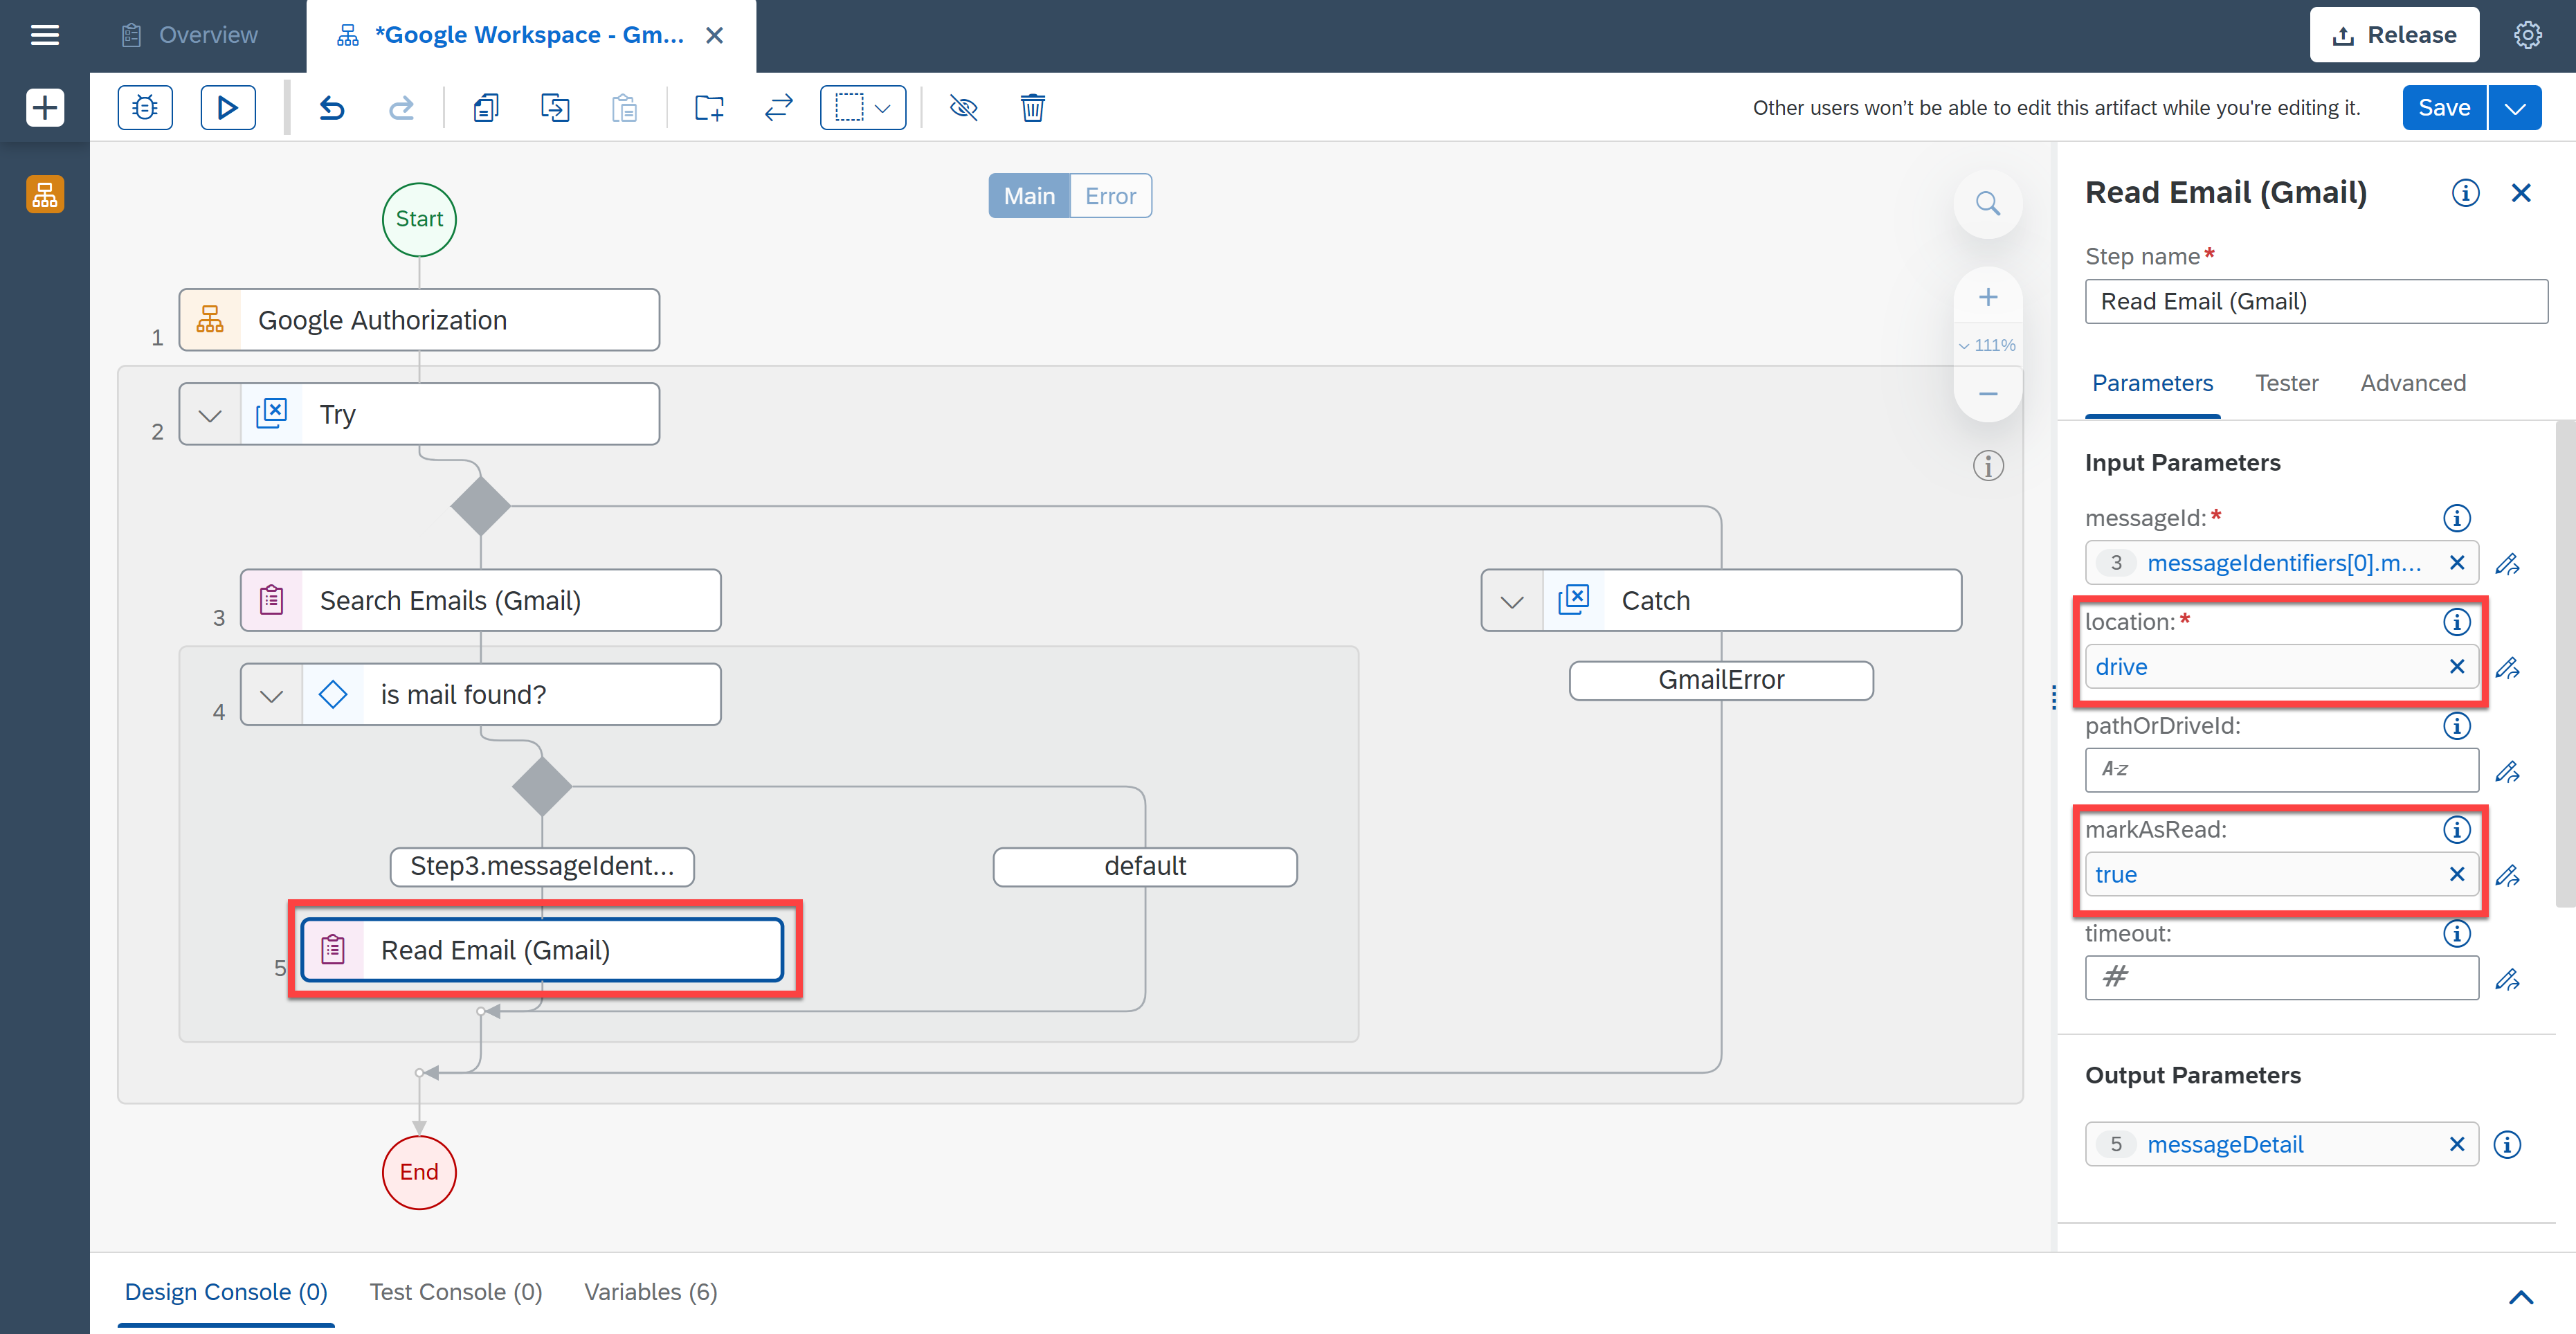 Overview
*Google Workspace - Gm...
Release
Other users won't be able to edit this artifact while you're editing it.
Save
Main
Error
Start
1
Google Authorization
2
Try
3
Search Emails (Gmail)
4
is mail found?
Step3.messageIdent...
default
5
Read Email (Gmail)
Catch
GmailError
End
111%
Read Email (Gmail)
Step name*
Read Email (Gmail)
Parameters
Tester
Advanced
Input Parameters
messageId:*
3 messageIdentifiers[0].m...
location:*
drive
pathOrDriveId:
A-z
markAsRead:
true
timeout:
#
Output Parameters
5 messageDetail
Design Console (0)
Test Console (0)
Variables (6)